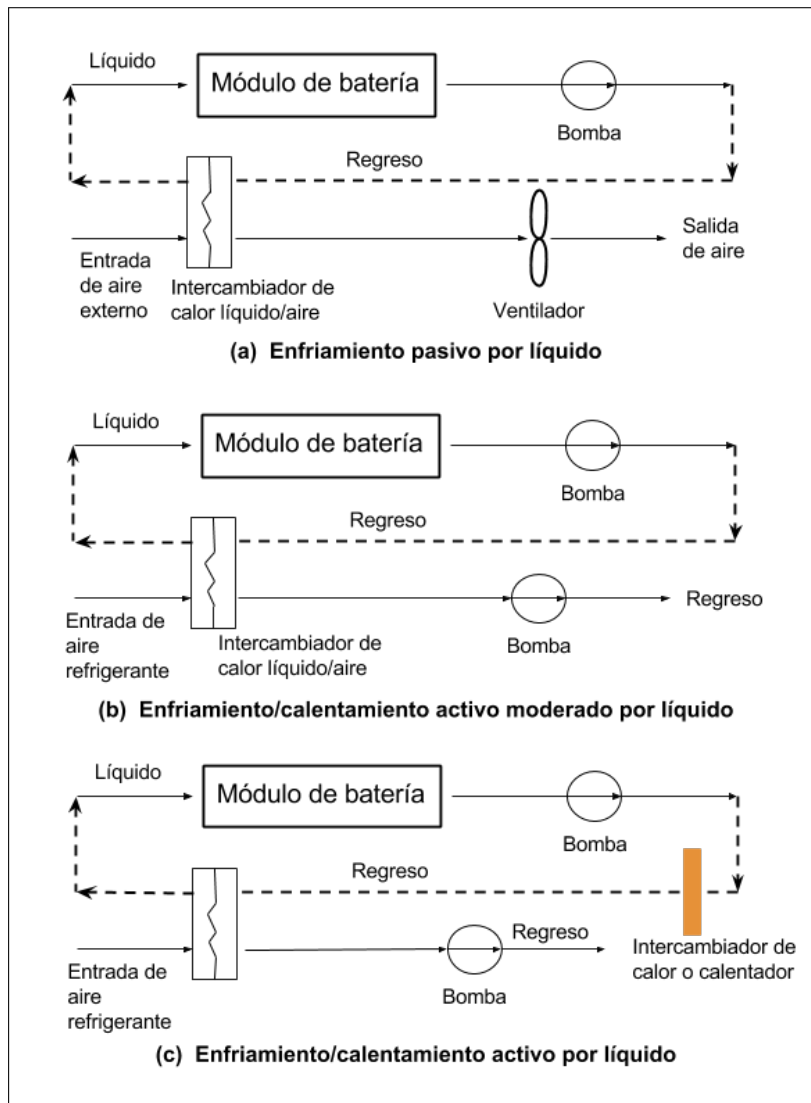 Líquido
Módulo de batería
Bomba
Regreso
Entrada
de aire
externo
Intercambiador de
calor líquido/aire
Ventilador
Salida
de aire
(a) Enfriamiento pasivo por líquido
Líquido
Módulo de batería
Bomba
Regreso
Entrada de
aire
refrigerante
Intercambiador de
calor líquido/aire
Bomba
Regreso
(b) Enfriamiento/calentamiento activo moderado por líquido
Líquido
Módulo de batería
Bomba
Regreso
Entrada de
aire
refrigerante
Bomba
Regreso
Intercambiador de
calor o calentador
(c) Enfriamiento/calentamiento activo por líquido